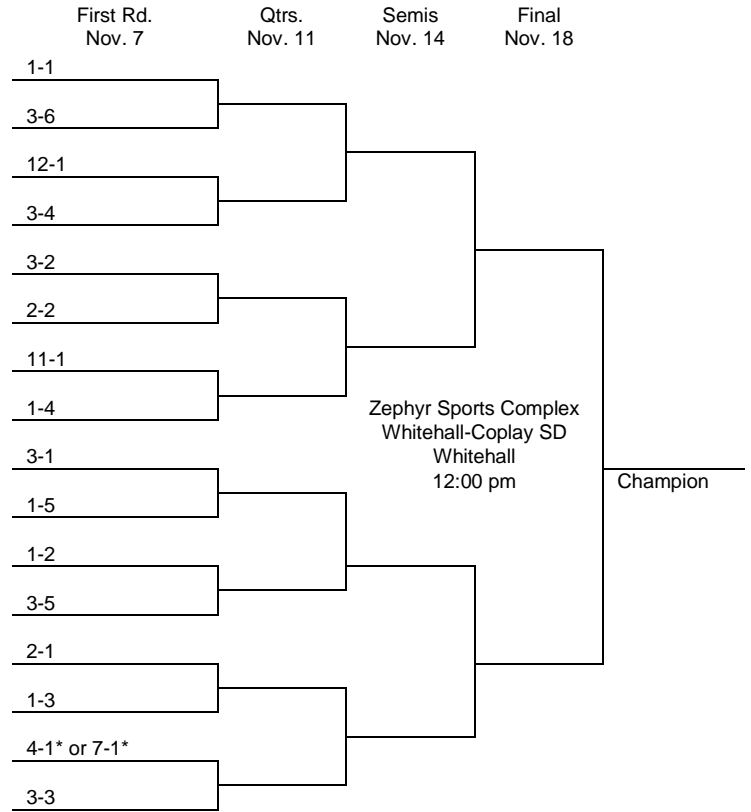 First Rd. Qtrs. Semis Final
Nov. 7 Nov. 11 Nov. 14 Nov. 18
1-1
3-6
12-1
3-4
3-2
2-2
11-1
1-4
Zephyr Sports Complex
Whitehall-Coplay SD
Whitehall
12:00 pm
Champion
3-1
1-5
1-2
3-5
2-1
1-3
4-1* or 7-1*
3-3